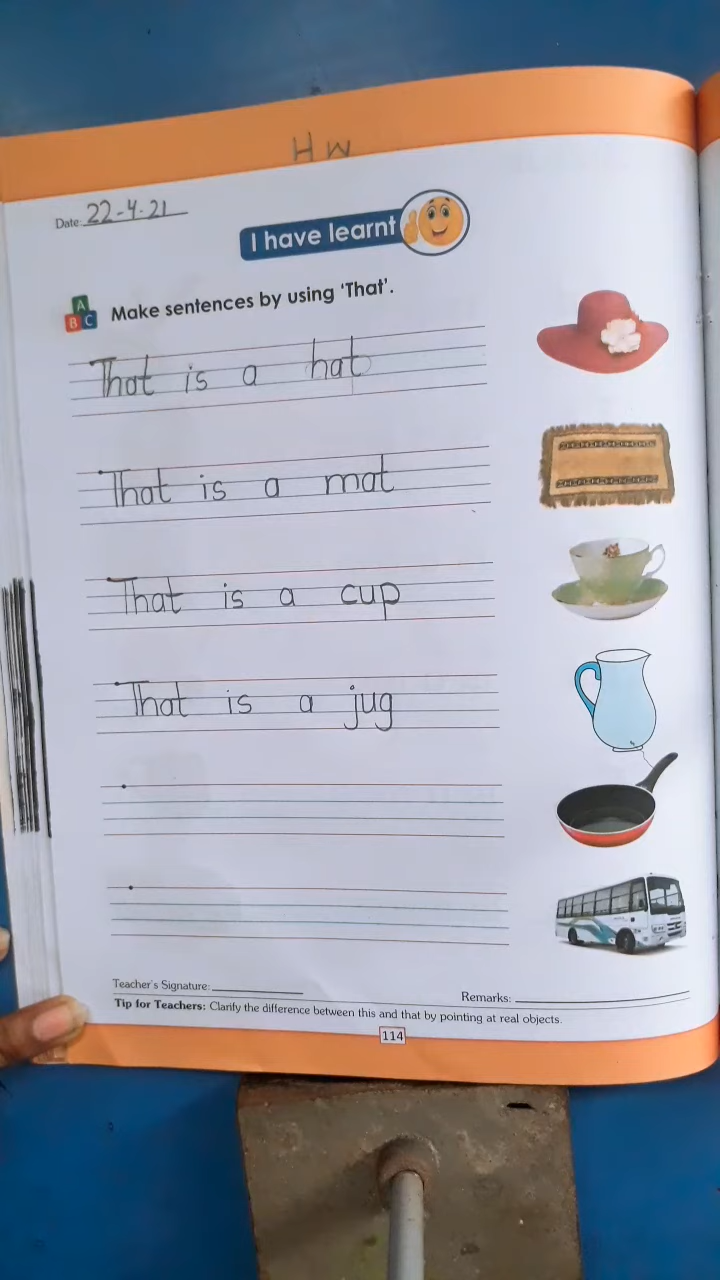 H W
Date: 22-4-21
I have learnt
A
B C
Make sentences by using 'That'.
That is a hat
That is a mat
That is a cup
That is a jug
Teacher's Signature:
Remarks:
Tip for Teachers: Clarify the difference between this and that by pointing at real objects.
114